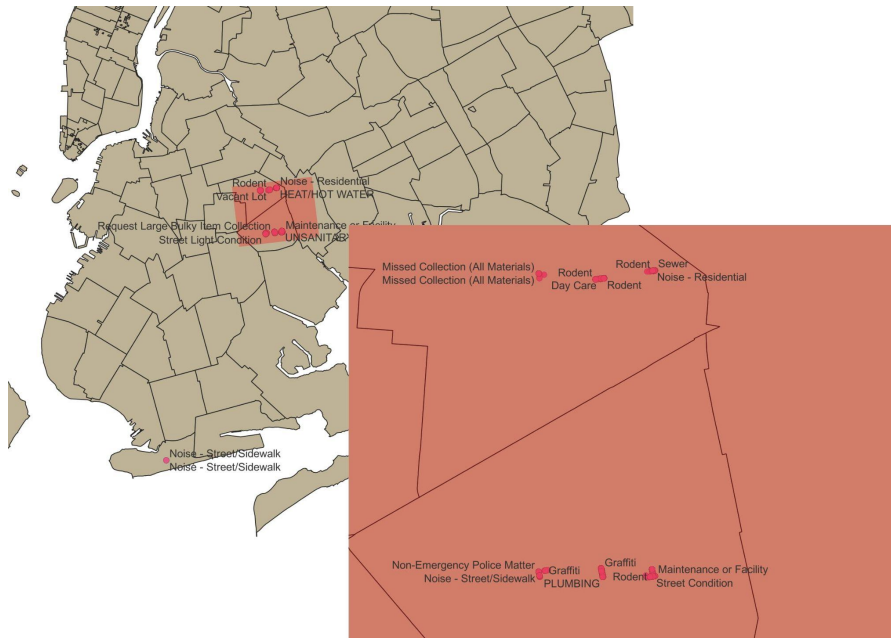 Rodent Noise - Residential
Vacant Lot HEAT/HOT WATER
Request Large Bulky Item Collection Maintenance or Facility
Street Light Condition
Missed Collection (All Materials) Rodent Rodent Sewer
Missed Collection (All Materials) Day Care Rodent Noise - Residential
Noise - Street/Sidewalk
Noise - Street/Sidewalk
Non-Emergency Police Matter Graffiti Graffiti Maintenance or Facility
Noise - Street/Sidewalk PLUMBING Rodent Street Condition